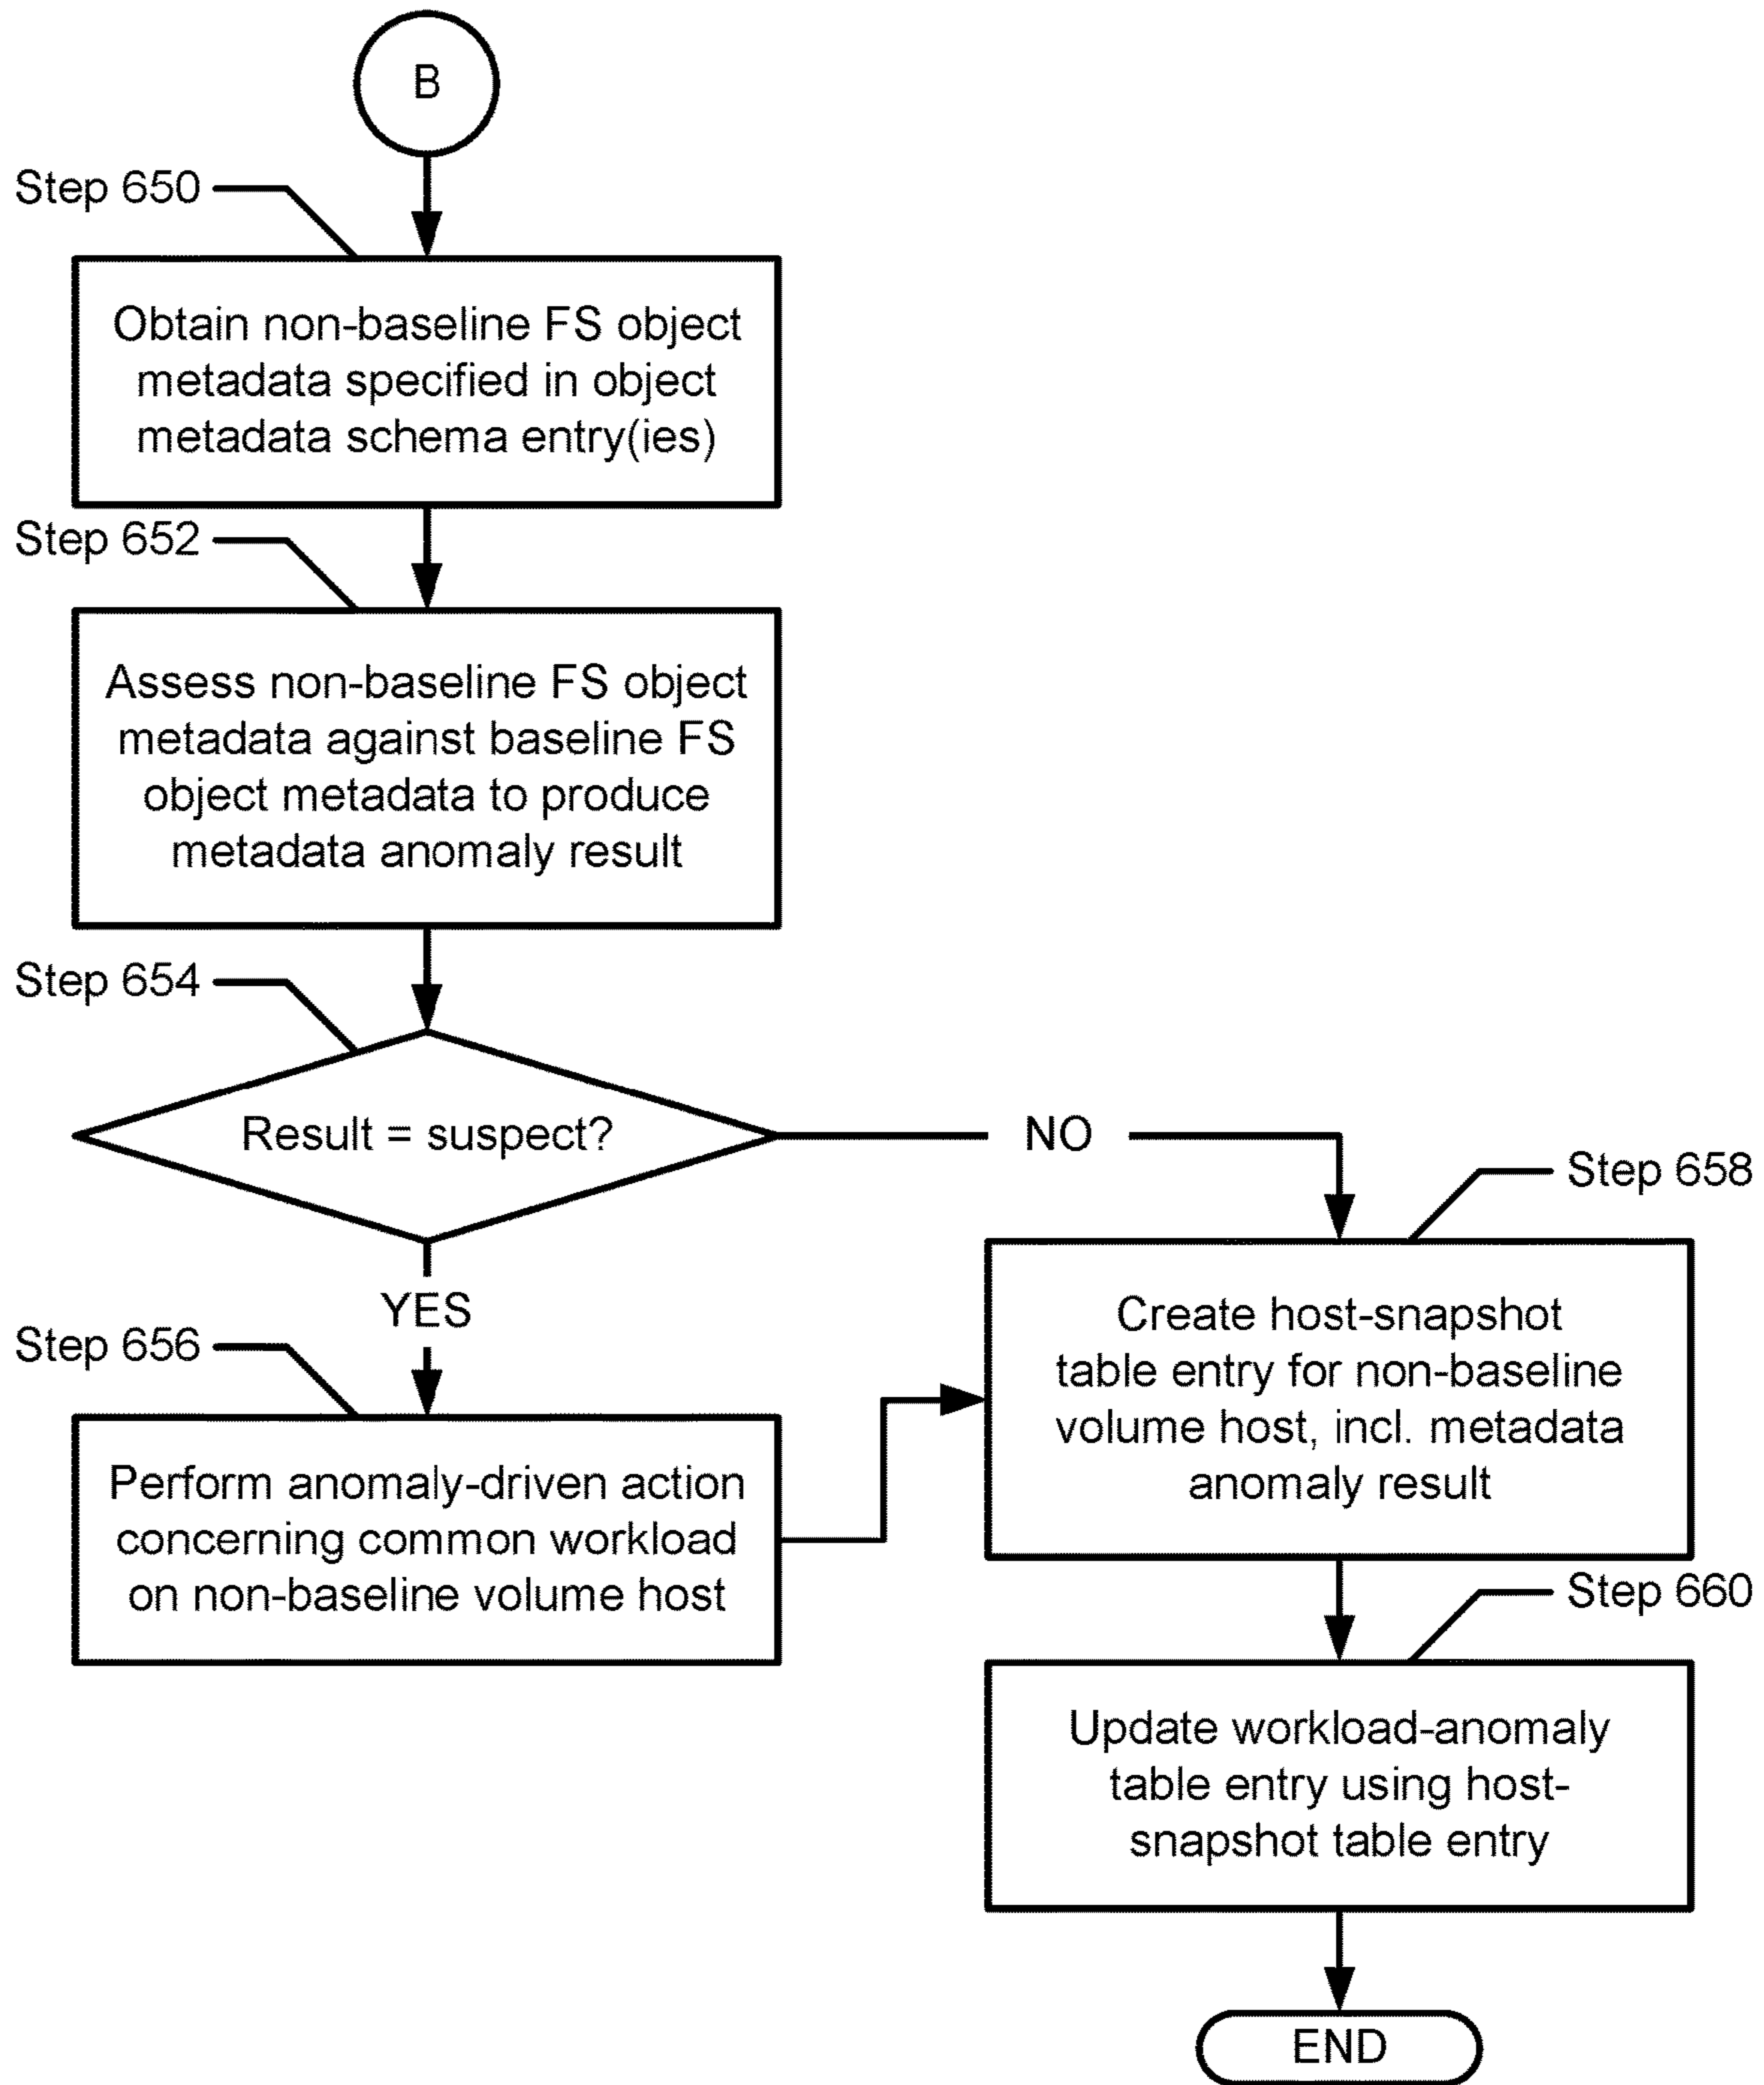 B
Step 650
Obtain non-baseline FS object
metadata specified in object
metadata schema entry(ies)
Step 652
Assess non-baseline FS object
metadata against baseline FS
object metadata to produce
metadata anomaly result
Step 654
Result = suspect?
NO
YES
Step 656
Perform anomaly-driven action
concerning common workload
on non-baseline volume host
Step 658
Create host-snapshot
table entry for non-baseline
volume host, incl. metadata
anomaly result
Step 660
Update workload-anomaly
table entry using host-
snapshot table entry
END